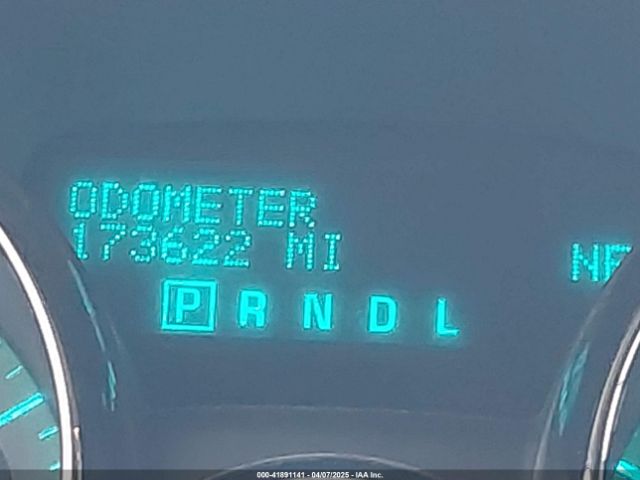 ODOMETER
173622 MI
P R N D L
000-41891141 - 04/07/2025 - IAA Inc.